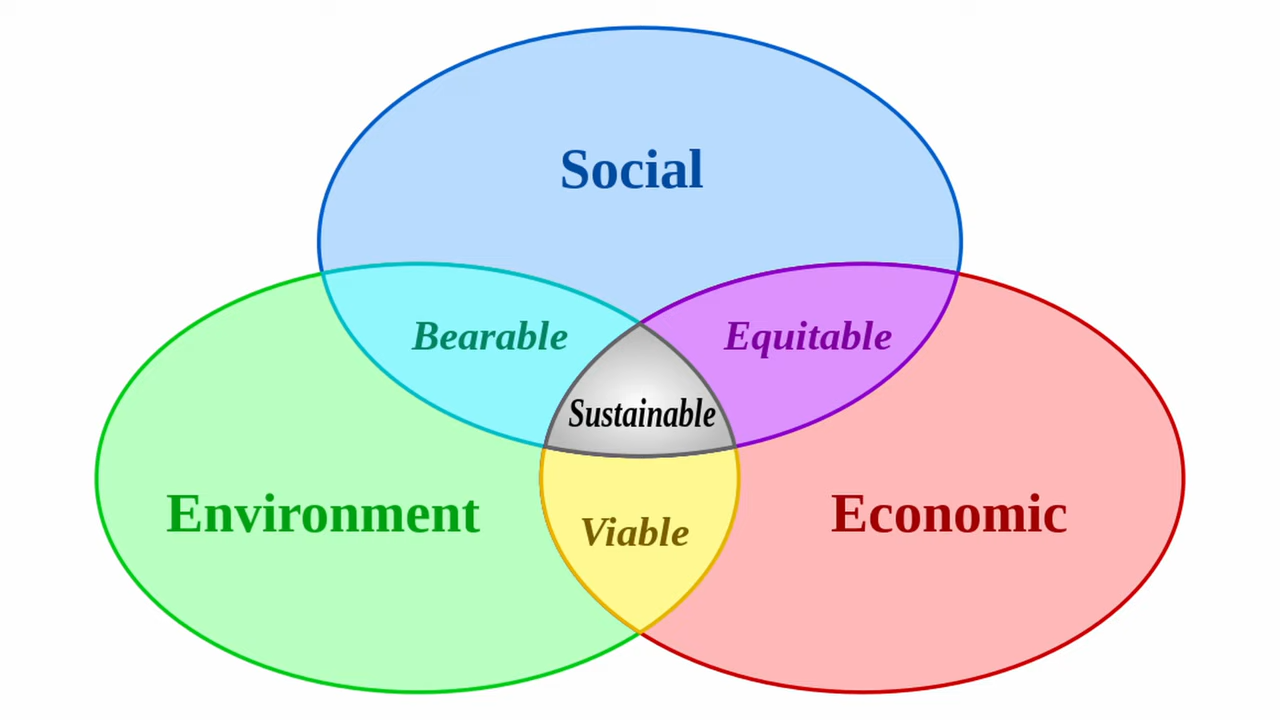 Social
Bearable
Equitable
Sustainable
Environment
Economic
Viable